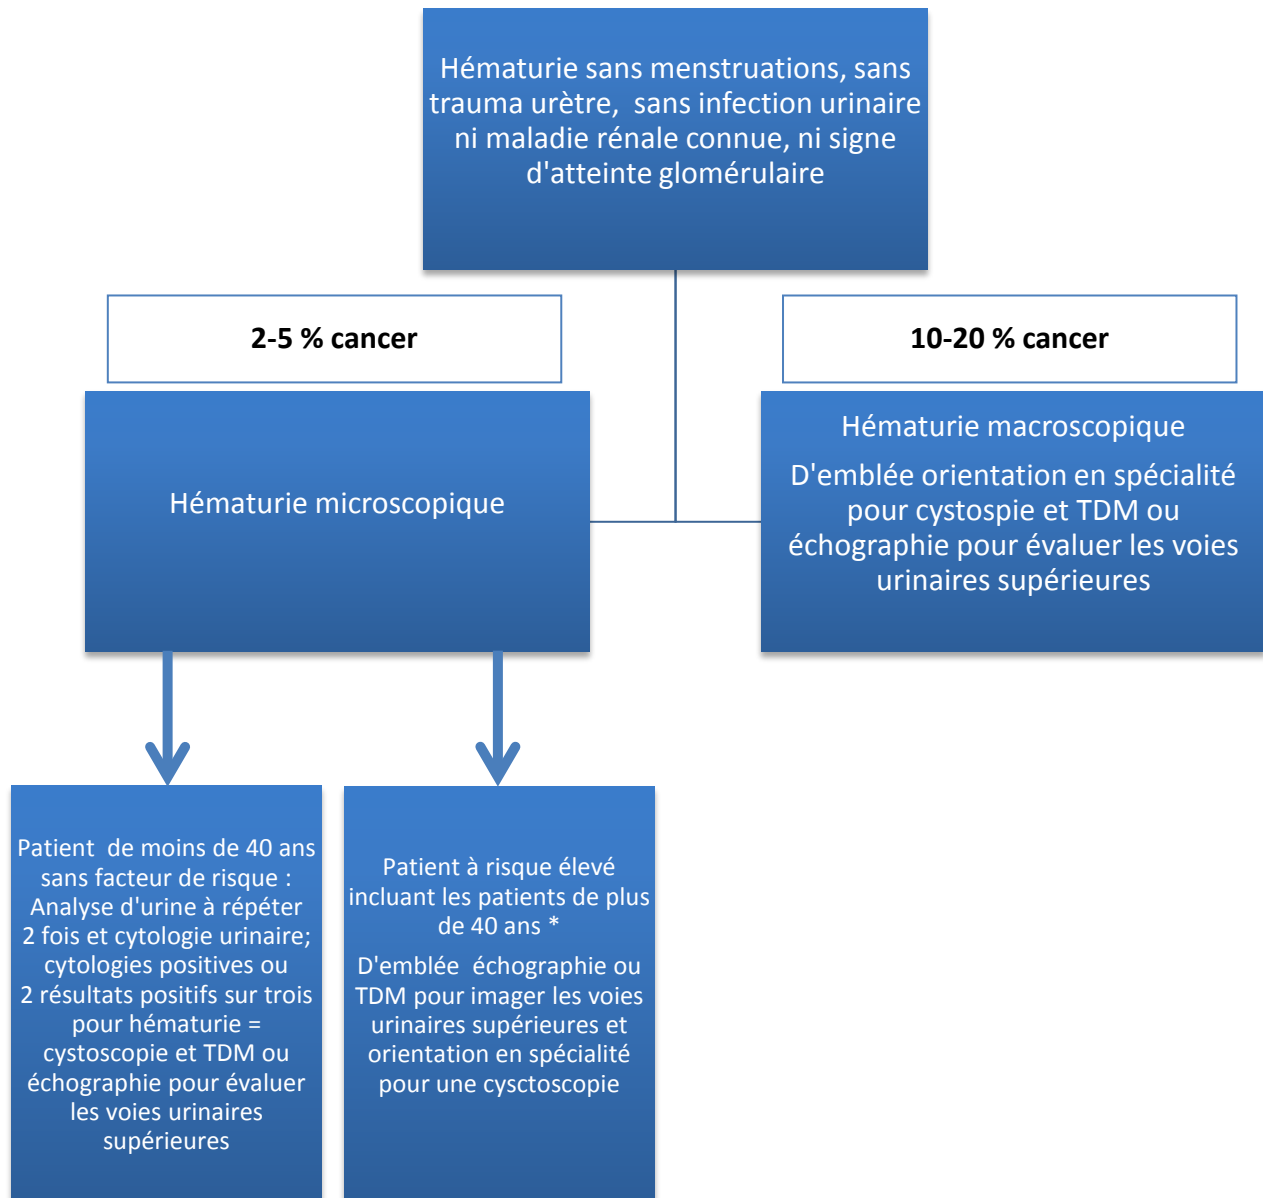 Hématurie sans menstruations, sans
trauma urètre,  sans infection urinaire
ni maladie rénale connue, ni signe
d'atteinte glomérulaire
2-5 % cancer
10-20 % cancer
Hématurie microscopique
Hématurie macroscopique
D'emblée orientation en spécialité
pour cystospie et TDM ou
échographie pour évaluer les voies
urinaires supérieures
Patient  de moins de 40 ans
sans facteur de risque :
Analyse d'urine à répéter
2 fois et cytologie urinaire;
cytologies positives ou
2 résultats positifs sur trois
pour hématurie =
cystoscopie et TDM ou
échographie pour évaluer
les voies urinaires
supérieures
Patient à risque élevé
incluant les patients de plus
de 40 ans *
D'emblée  échographie ou
TDM pour imager les voies
urinaires supérieures et
orientation en spécialité
pour une cysctoscopie